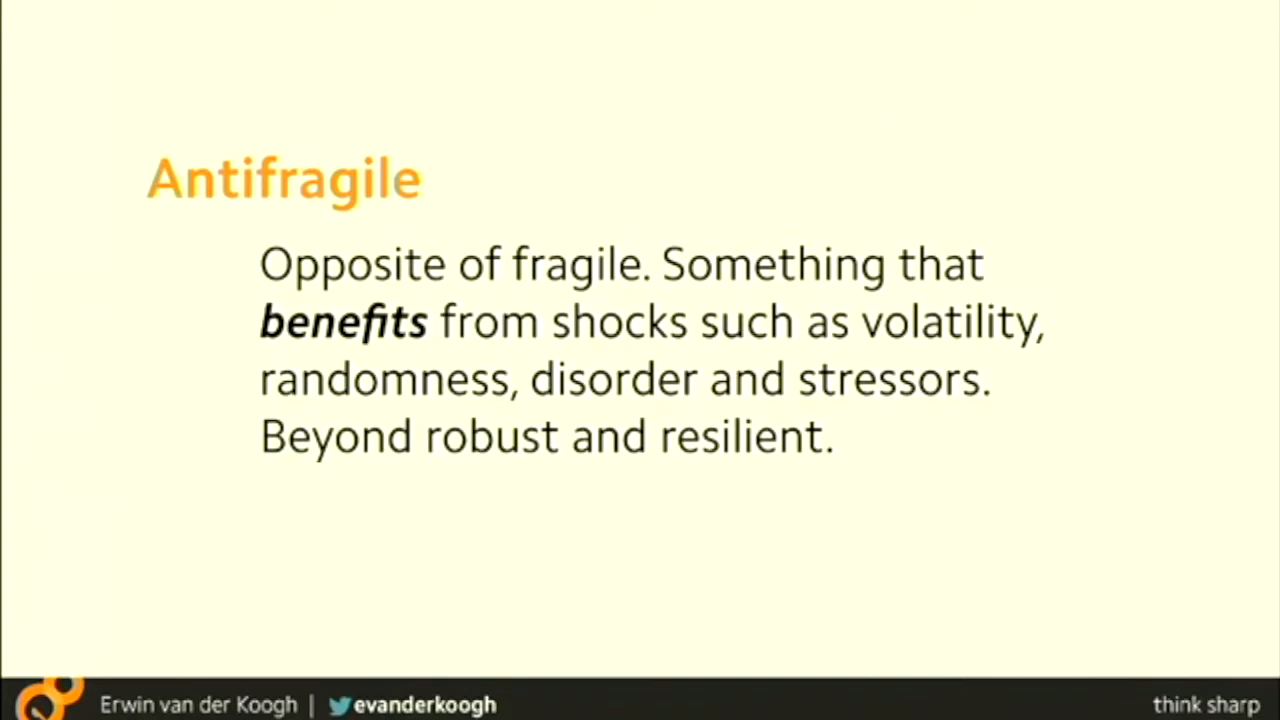 Antifragile
Opposite of fragile. Something that
benefits from shocks such as volatility,
randomness, disorder and stressors.
Beyond robust and resilient.
Erwin van der Koogh | evanderkoogh
think sharp